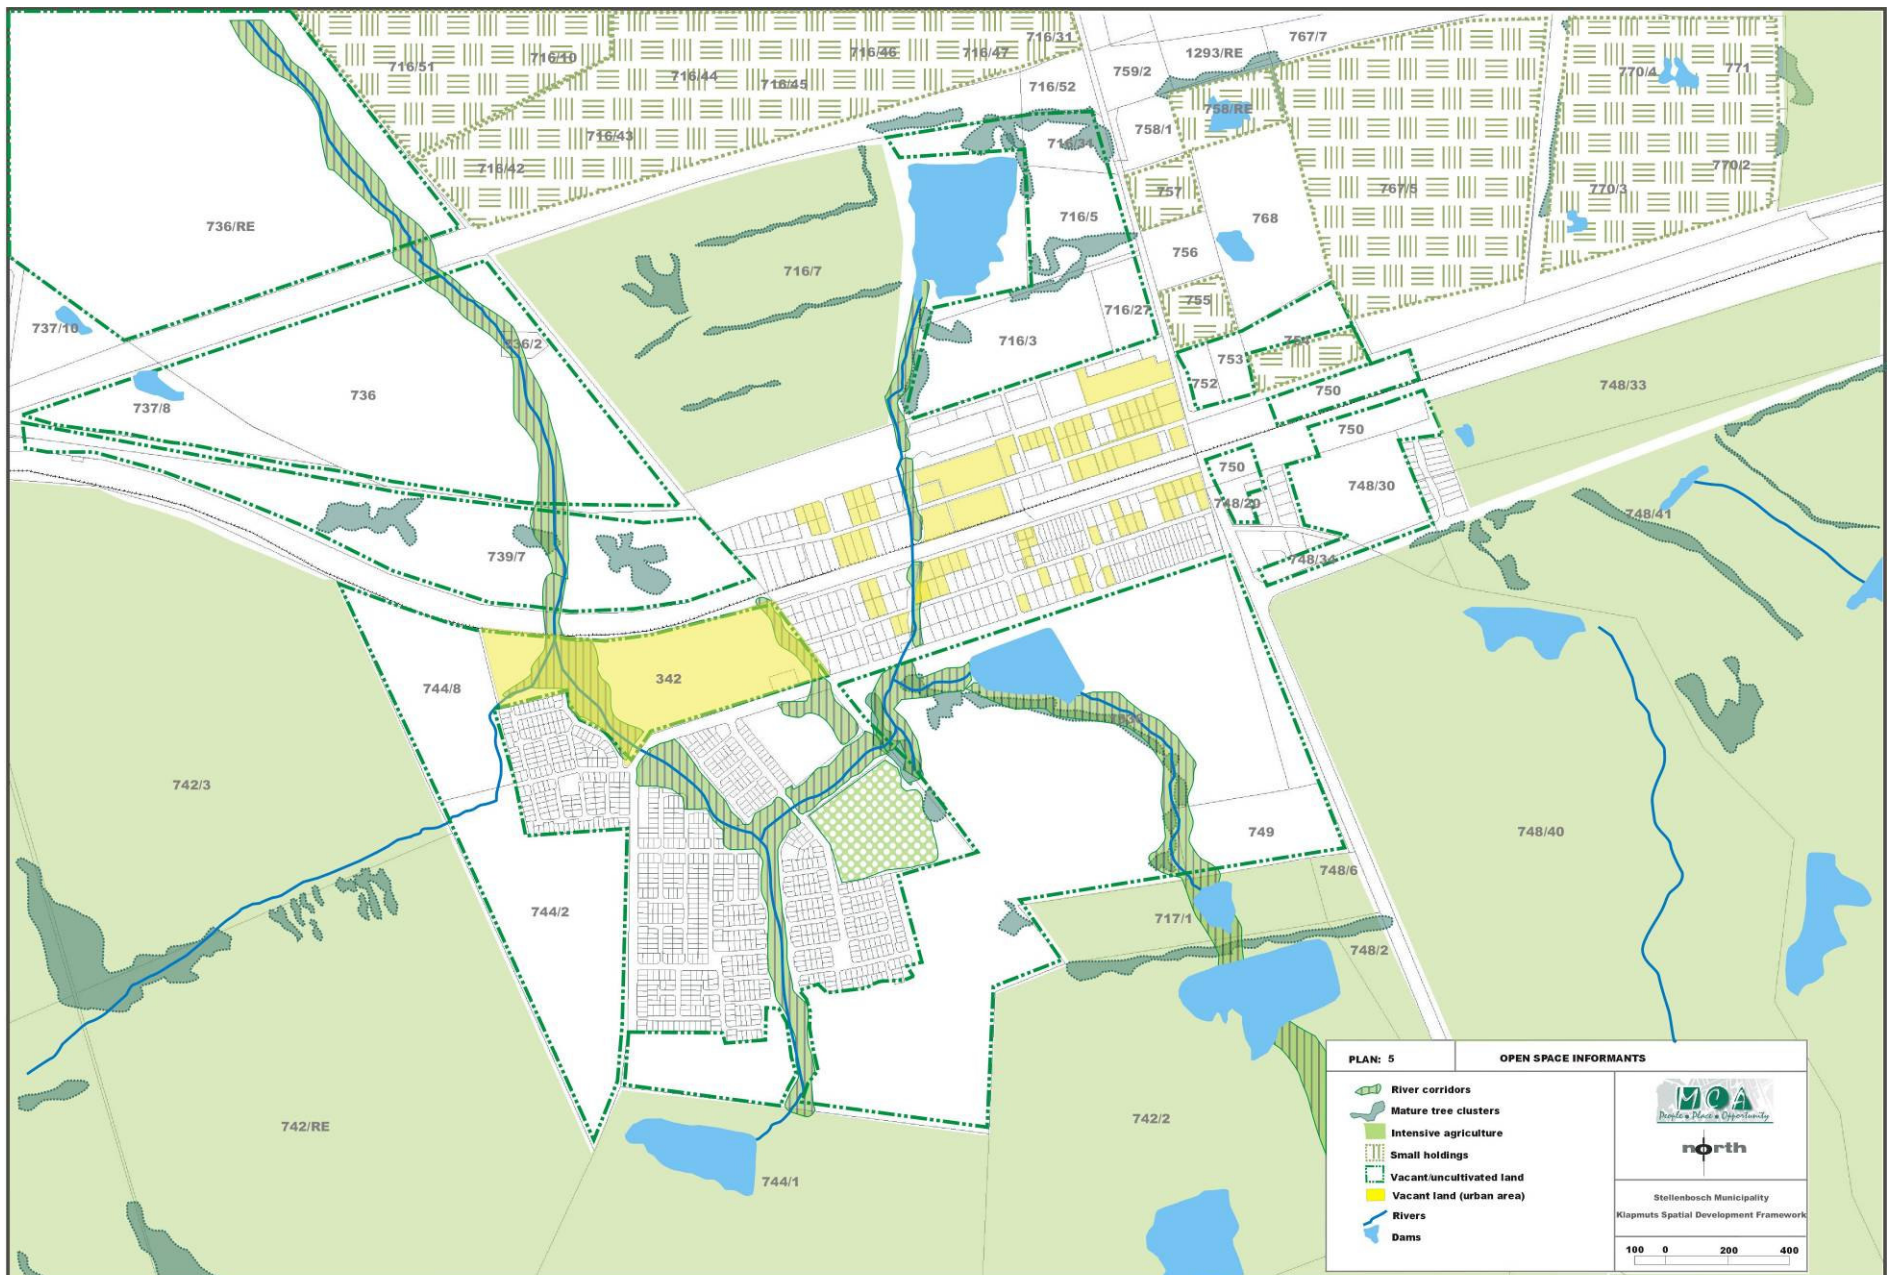 716/31
767/7
716/10
716/46
716/47
1293/RE
716/51
716/44
716/45
759/2
770/4
771
716/52
758/RE
716/43
758/1
716/42
757
767/5
770/3
770/2
736/RE
716/5
768
716/7
756
755
716/27
737/10
716/3
754
753
752
750
736
737/8
748/33
750
750
748/30
748/41
739/7
748/34
744/8
342
742/3
749
748/40
748/6
744/2
717/1
748/2
742/RE
742/2
744/1
PLAN: 5
OPEN SPACE INFORMANTS
River corridors
Mature tree clusters
Intensive agriculture
Small holdings
Vacant/uncultivated land
Vacant land (urban area)
Rivers
Dams
MCA
People Place Opportunity
north
Stellenbosch Municipality
Klapmuts Spatial Development Framework
100 0 200 400